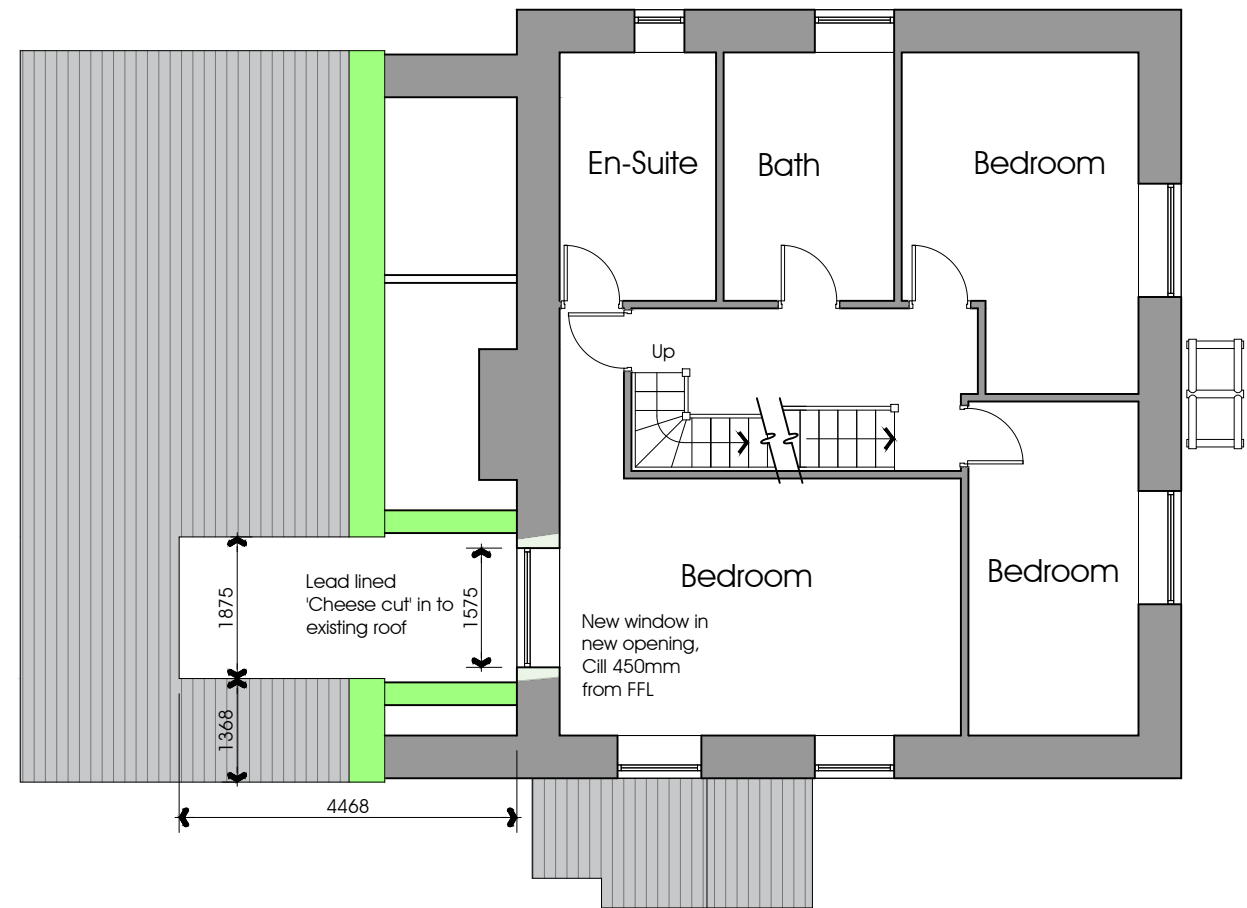 En-Suite
Bath
Bedroom
Up
Bedroom
Bedroom
Lead lined
'Cheese cut' in to
existing roof
New window in
new opening,
Cill 450mm
from FFL
1875
1575
1368
4468